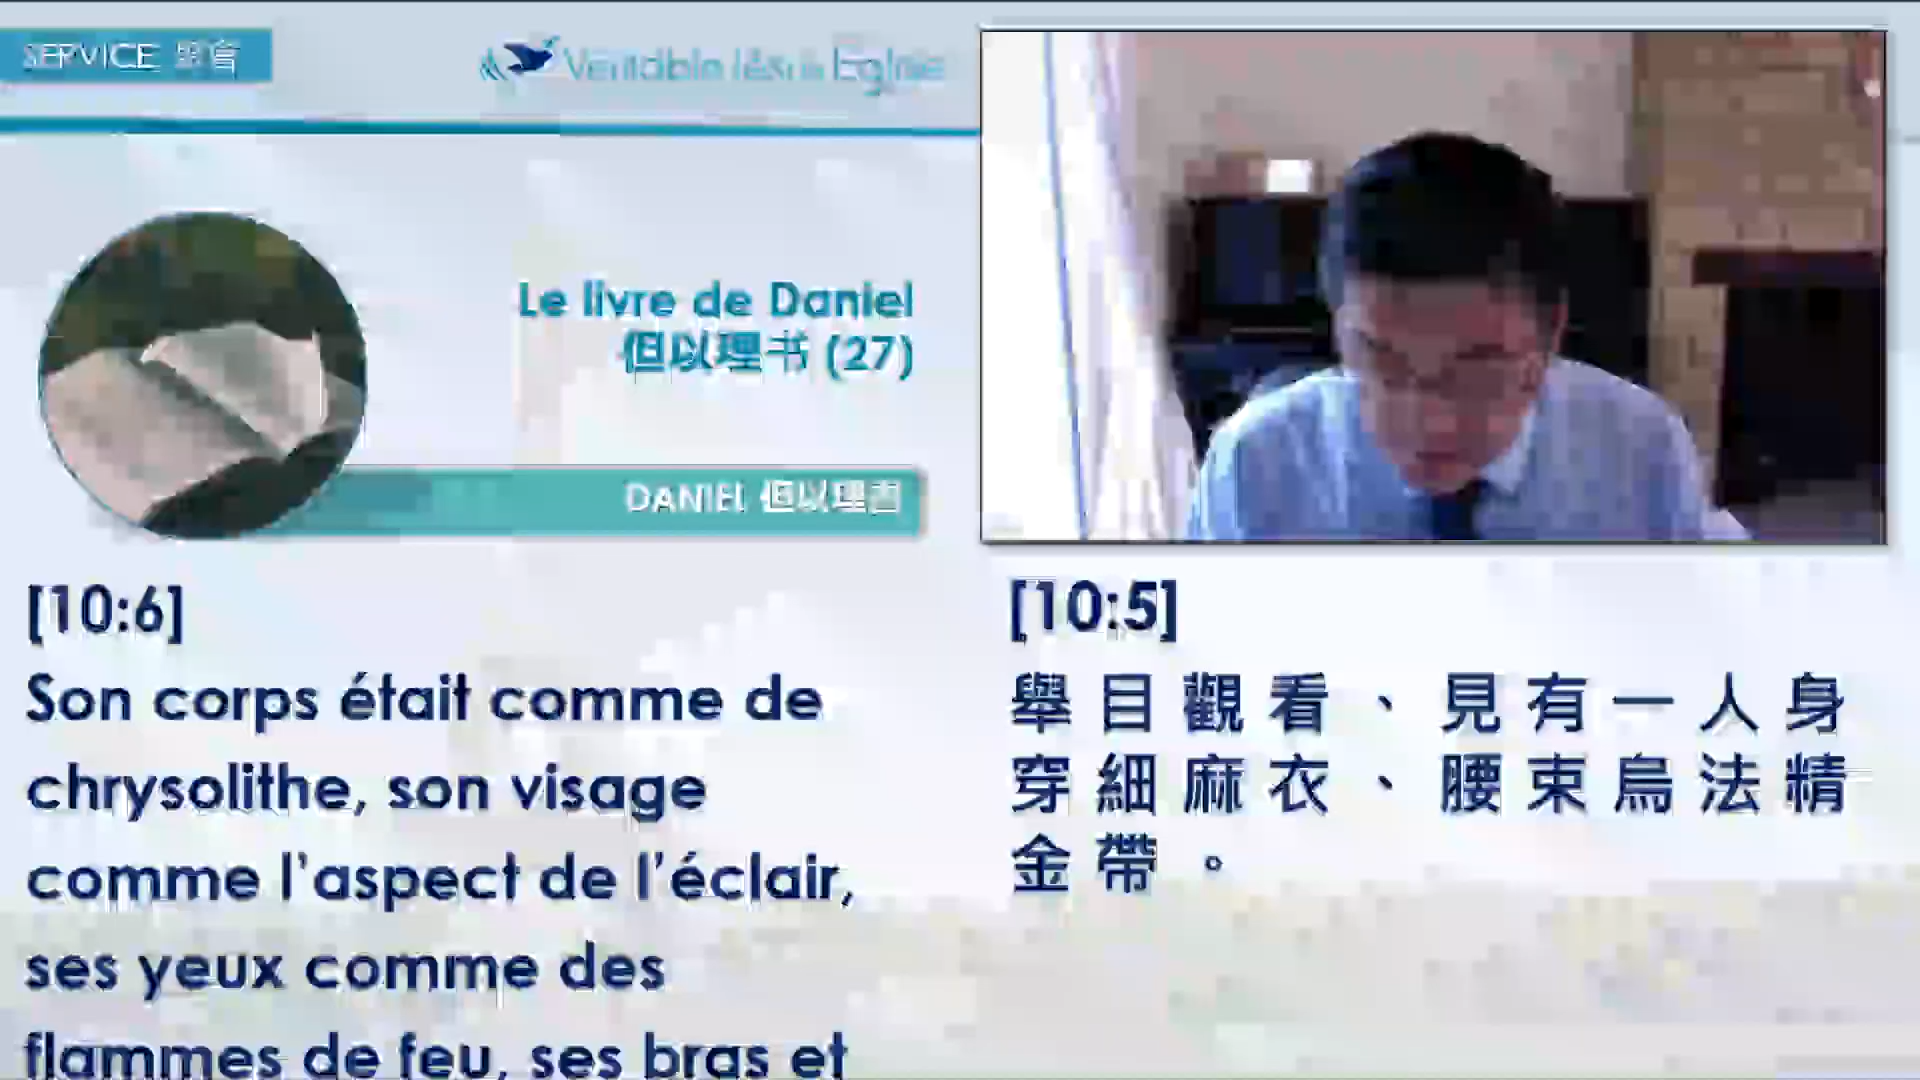 SERVICE 聚會
Véritable Jésus Eglise
Le livre de Daniel
但以理书 (27)
DANIEL 但以理書
[10:6]
Son corps était comme de
chrysolithe, son visage
comme l'aspect de l'éclair,
ses yeux comme des
flammes de feu, ses bras et
[10:5]
舉目觀看、見有一人身
穿細麻衣、腰束烏法精
金帶。